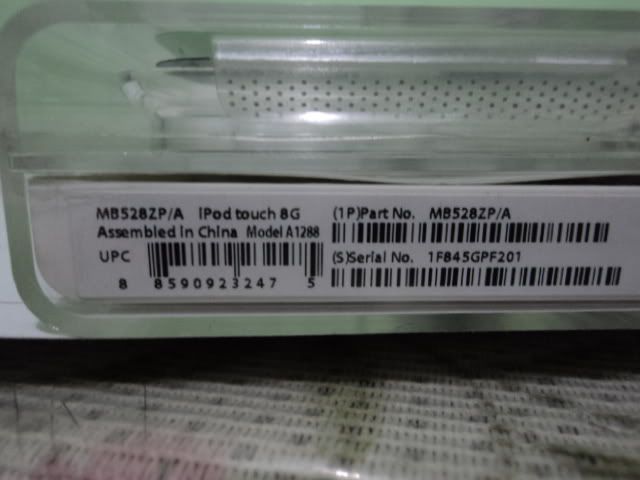 MB528ZP/A iPod touch 8G
Assembled in China Model A1288
UPC
8 8590923247 5
(1P)Part No. MB528ZP/A
(S)Serial No. 1F845GPF201